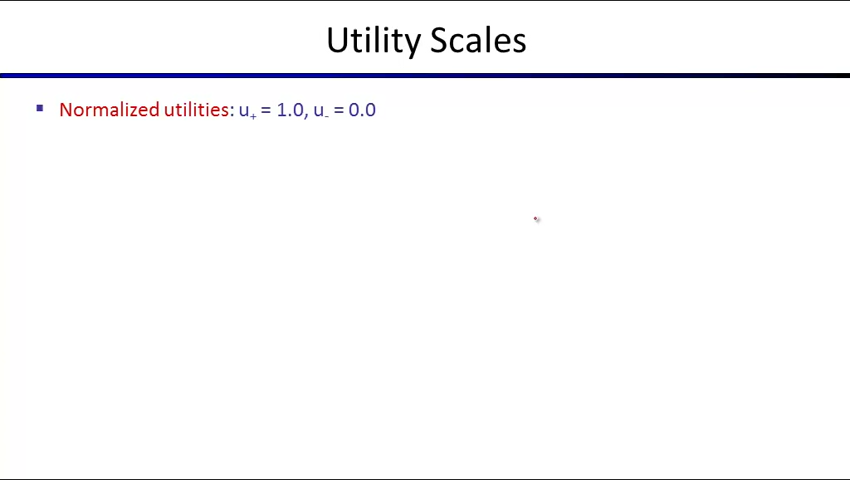 Utility Scales
▪ Normalized utilities: u₊ = 1.0, u₋ = 0.0